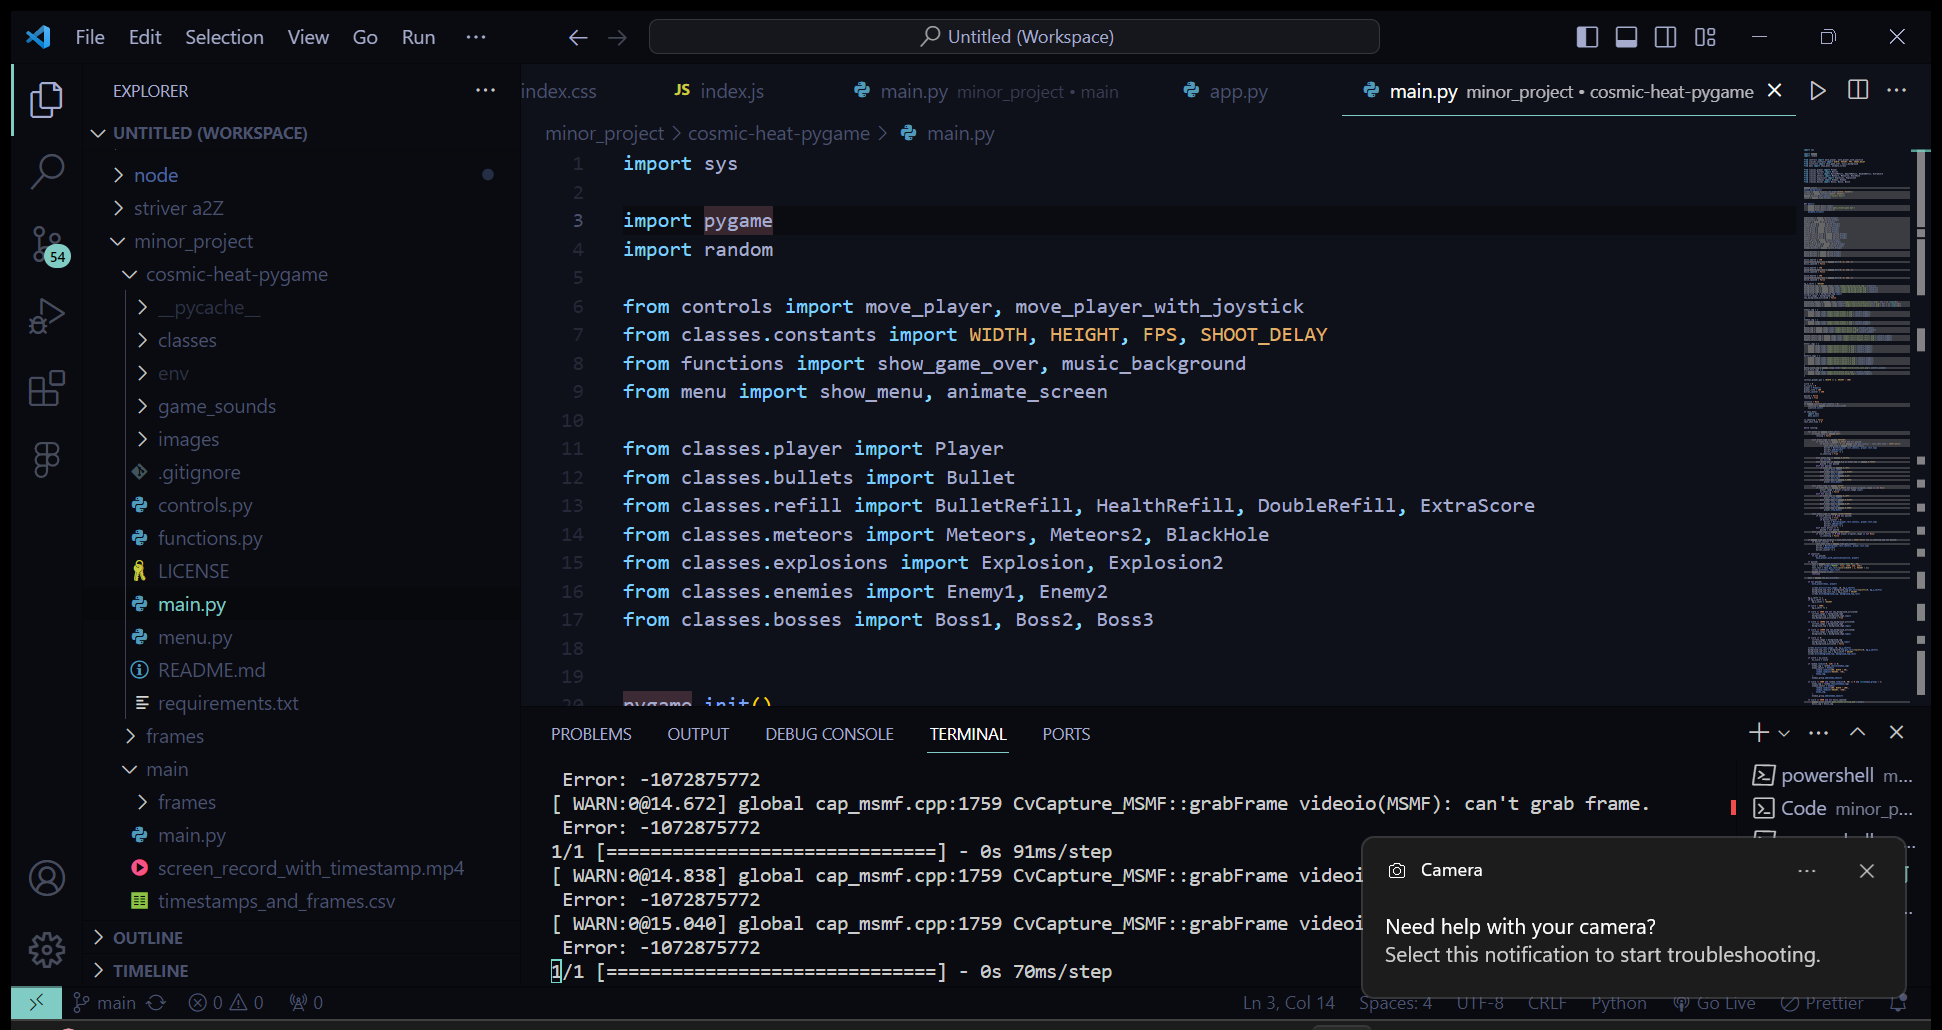 File Edit Selection View Go Run ···
Untitled (Workspace)
EXPLORER
UNTITLED (WORKSPACE)
node
striver a2Z
minor_project
cosmic-heat-pygame
__pycache__
classes
env
game_sounds
images
.gitignore
controls.py
functions.py
LICENSE
main.py
menu.py
README.md
requirements.txt
frames
main
frames
main.py
screen_record_with_timestamp.mp4
timestamps_and_frames.csv
OUTLINE
TIMELINE
54
index.css JS index.js main.py minor_project • main app.py main.py minor_project • cosmic-heat-pygame
minor_project > cosmic-heat-pygame > main.py
1 import sys
2
3 import pygame
4 import random
5
6 from controls import move_player, move_player_with_joystick
7 from classes.constants import WIDTH, HEIGHT, FPS, SHOOT_DELAY
8 from functions import show_game_over, music_background
9 from menu import show_menu, animate_screen
10
11 from classes.player import Player
12 from classes.bullets import Bullet
13 from classes.refill import BulletRefill, HealthRefill, DoubleRefill, ExtraScore
14 from classes.meteors import Meteors, Meteors2, BlackHole
15 from classes.explosions import Explosion, Explosion2
16 from classes.enemies import Enemy1, Enemy2
17 from classes.bosses import Boss1, Boss2, Boss3
18
19
20 pygame.init()
PROBLEMS OUTPUT DEBUG CONSOLE TERMINAL PORTS
Error: -1072875772
[ WARN:0@14.672] global cap_msmf.cpp:1759 CvCapture_MSMF::grabFrame videoio(MSMF): can't grab frame.
Error: -1072875772
1/1 [==============================] - 0s 91ms/step
[ WARN:0@14.838] global cap_msmf.cpp:1759 CvCapture_MSMF::grabFrame videoi
Error: -1072875772
[ WARN:0@15.040] global cap_msmf.cpp:1759 CvCapture_MSMF::grabFrame videoi
Error: -1072875772
1/1 [==============================] - 0s 70ms/step
powershell m...
Code minor_p...
Camera
Need help with your camera?
Select this notification to start troubleshooting.
main 0 0 0
Ln 3, Col 14 Spaces: 4 UTF-8 CRLF Python Go Live Prettier